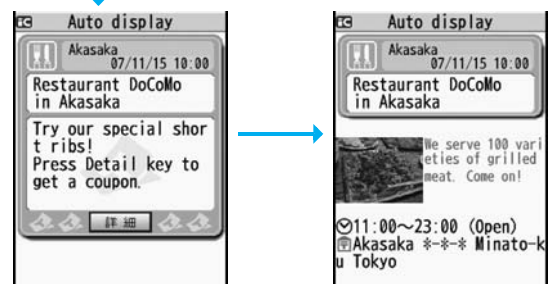 Auto display
Akasaka
07/11/15 10:00
Restaurant DoCoMo
in Akasaka
Try our special shor
t ribs!
Press Detail key to
get a coupon.
詳細
Auto display
Akasaka
07/11/15 10:00
Restaurant DoCoMo
in Akasaka
We serve 100 vari
eties of grilled
meat. Come on!
11:00～23:00 (Open)
Akasaka *-*-* Minato-k
u Tokyo